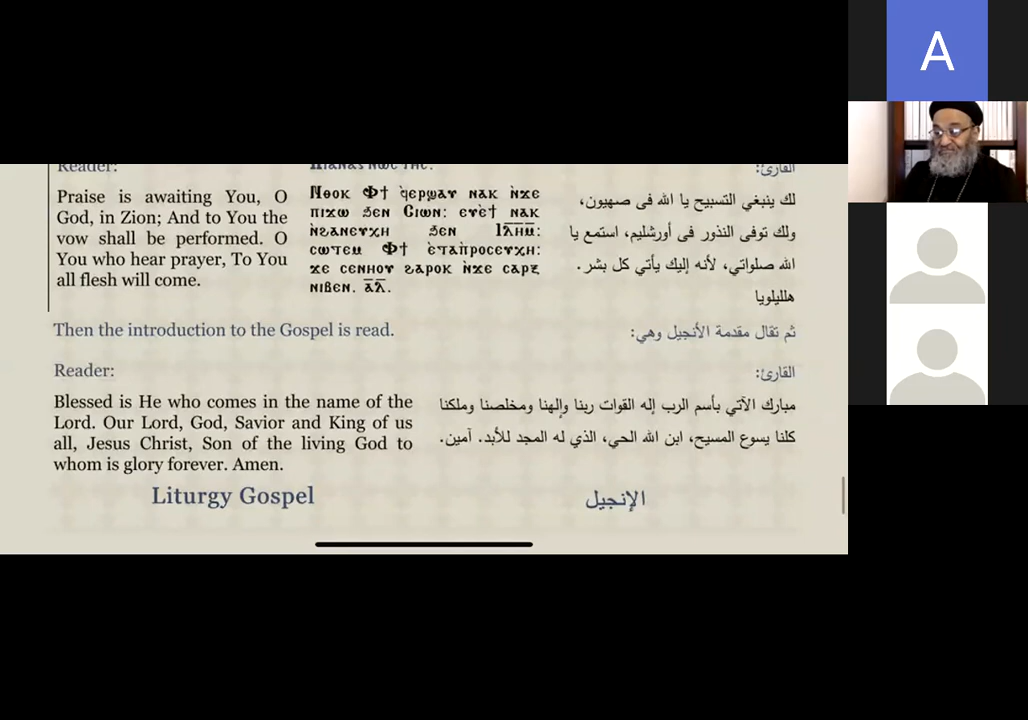 A
Reader:
القارئ:
Praise is awaiting You, O
God, in Zion; And to You the
vow shall be performed. O
You who hear prayer, To You
all flesh will come.
Ⲛⲑⲟⲕ Ⲫϯ ϥ̀ⲉⲣϣⲁⲩ ⲛⲁⲕ ⲛ̀ϫⲉ
ⲡⲓϫⲱ ϧⲉⲛ Ⲥⲓⲱⲛ: ⲉⲩⲉ̀ϯ ⲛⲁⲕ
ⲛ̀ϩⲁⲛⲉⲩⲭⲏ ϧⲉⲛ Ⲓⲗ̅ⲏ̅ⲙ̅:
ⲥⲱⲧⲉⲙ Ⲫϯ ⲉ̀ⲧⲁⲡ̀ⲣⲟⲥⲉⲩⲭⲏ:
ϫⲉ ⲥⲉⲛⲏⲟⲩ ϩⲁⲣⲟⲕ ⲛ̀ϫⲉ ⲥⲁⲣⲝ
ⲛⲓⲃⲉⲛ. ⲁ̅ⲗ̅.
لك ينبغي التسبيح يا الله فى صهيون،
ولك توفى النذور فى أورشليم، استمع يا
الله صلواتي، لأنه إليك يأتي كل بشر.
هلليلويا
Then the introduction to the Gospel is read.
ثم تقال مقدمة الأنجيل وهي:
Reader:
القارئ:
Blessed is He who comes in the name of the
Lord. Our Lord, God, Savior and King of us
all, Jesus Christ, Son of the living God to
whom is glory forever. Amen.
مبارك الآتي بأسم الرب إله القوات ربنا وإلهنا ومخلصنا وملكنا
كلنا يسوع المسيح، ابن الله الحي، الذي له المجد للأبد. آمين.
Liturgy Gospel
الإنجيل